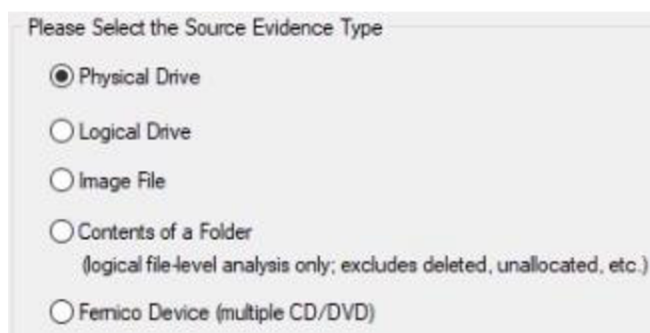 Please Select the Source Evidence Type
Physical Drive
Logical Drive
Image File
Contents of a Folder
(logical file-level analysis only; excludes deleted, unallocated, etc.)
Fernico Device (multiple CD/DVD)